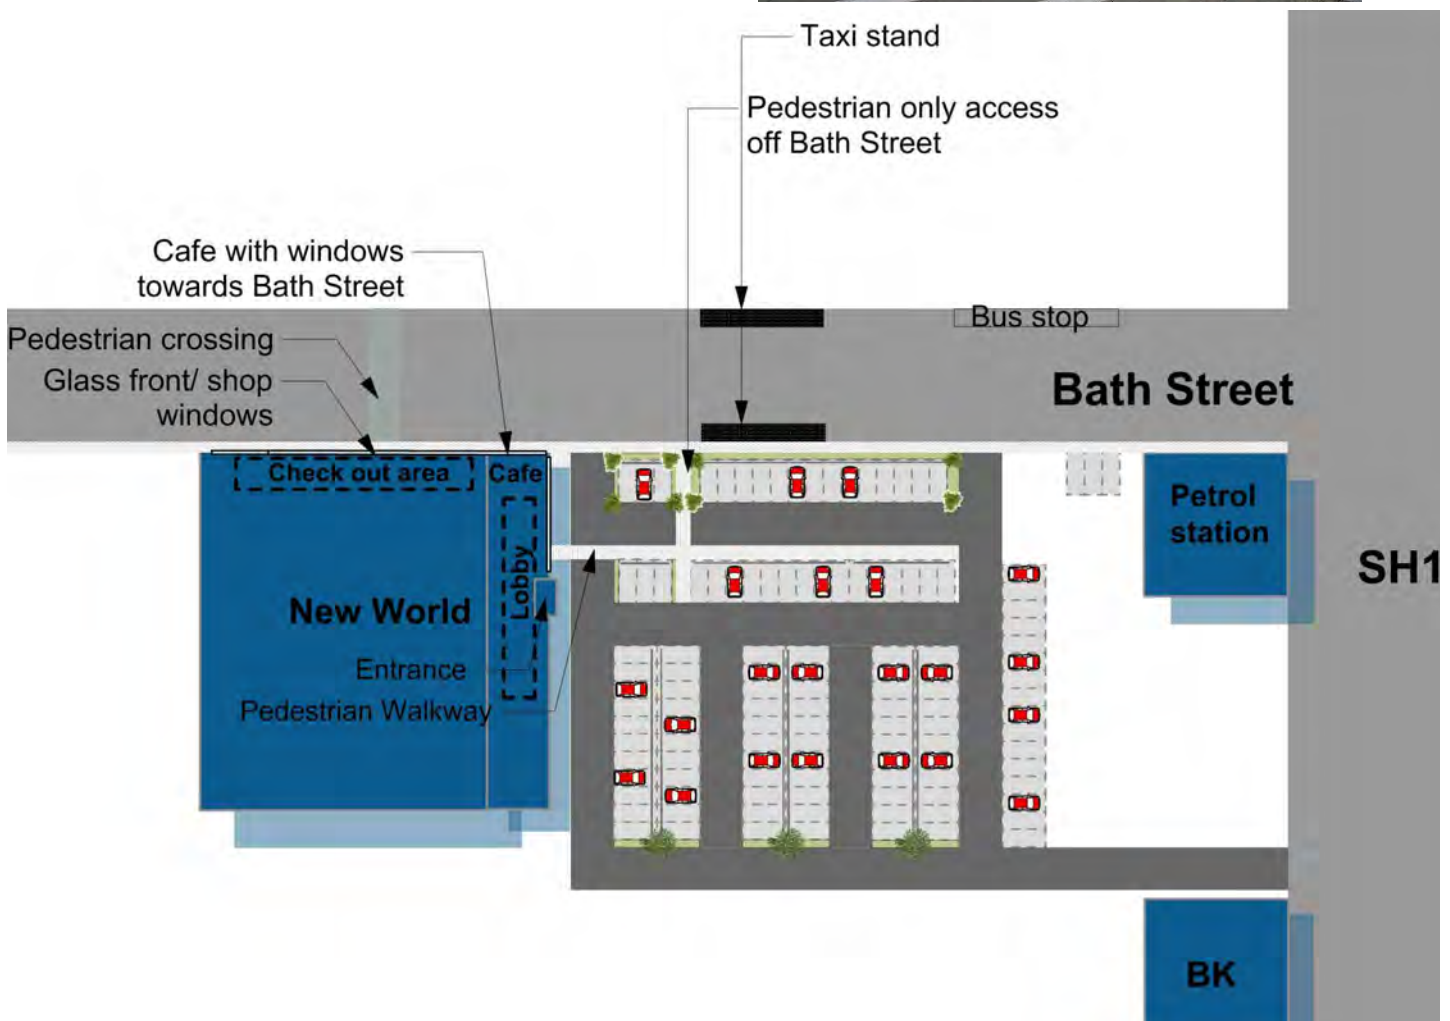 Taxi stand
Pedestrian only access
off Bath Street
Cafe with windows
towards Bath Street
Bus stop
Pedestrian crossing
Glass front/ shop
windows
Bath Street
Check out area
Cafe
Petrol
station
Lobby
SH1
New World
Entrance
Pedestrian Walkway
BK